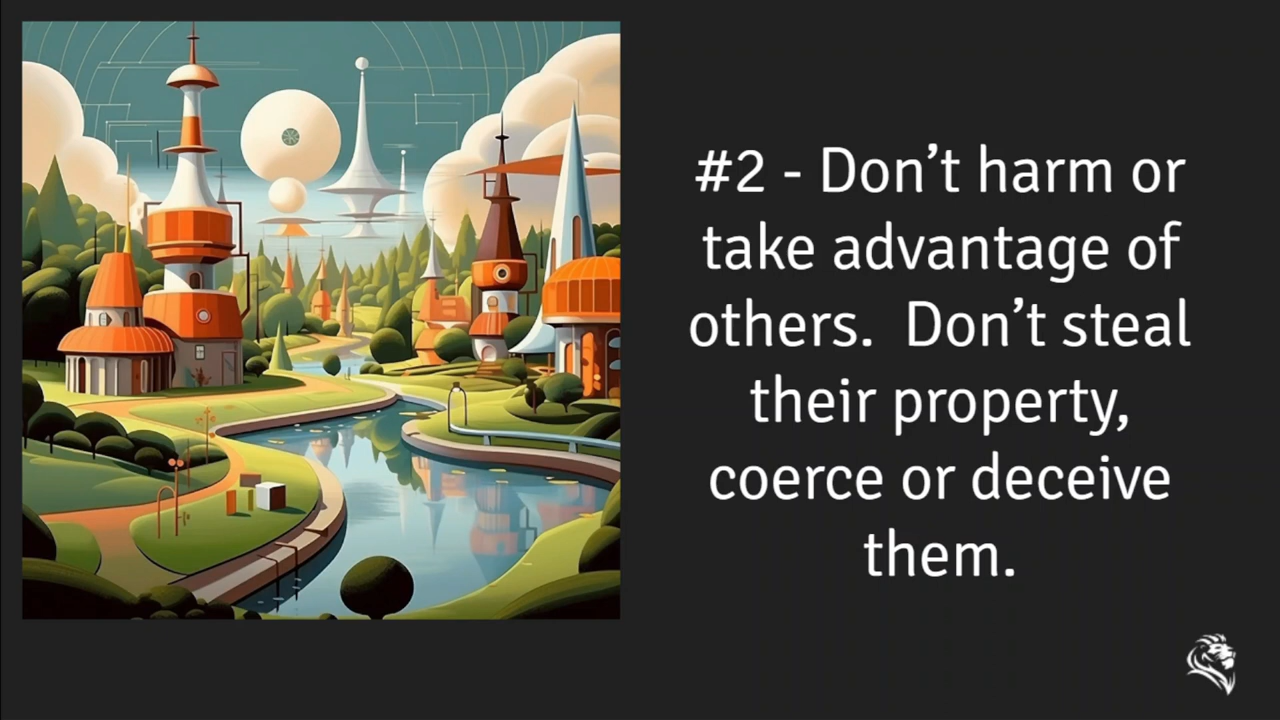 #2 - Don’t harm or
take advantage of
others.  Don’t steal
their property,
coerce or deceive
them.